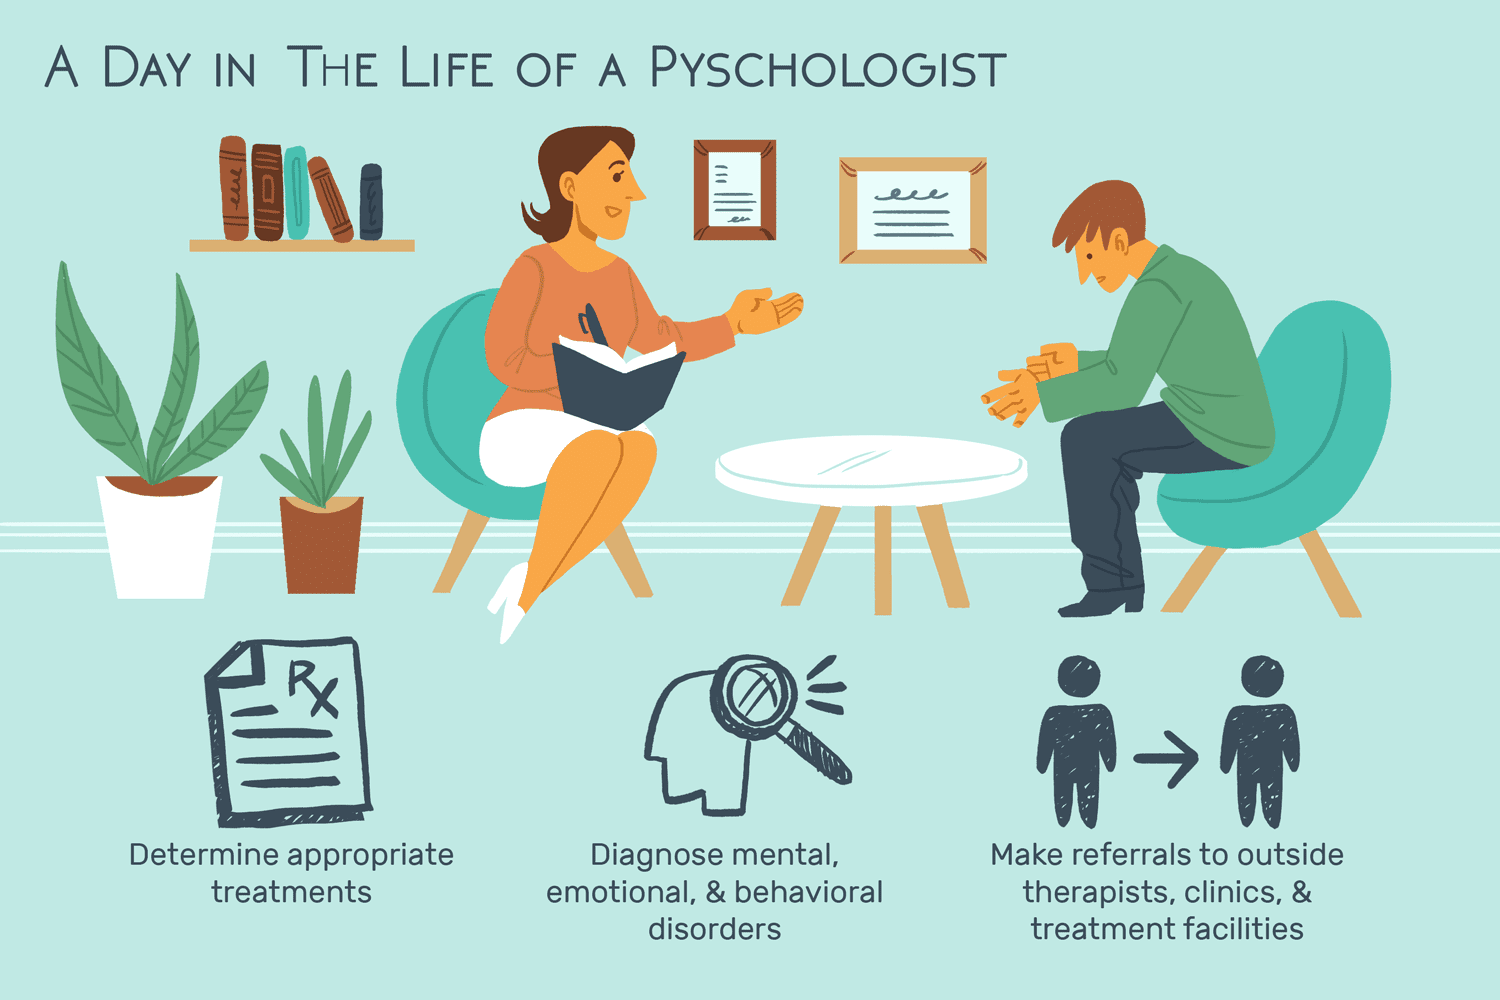 A Day in The Life of a Pyschologist
Rx
Determine appropriate
treatments
Diagnose mental,
emotional, & behavioral
disorders
Make referrals to outside
therapists, clinics, &
treatment facilities